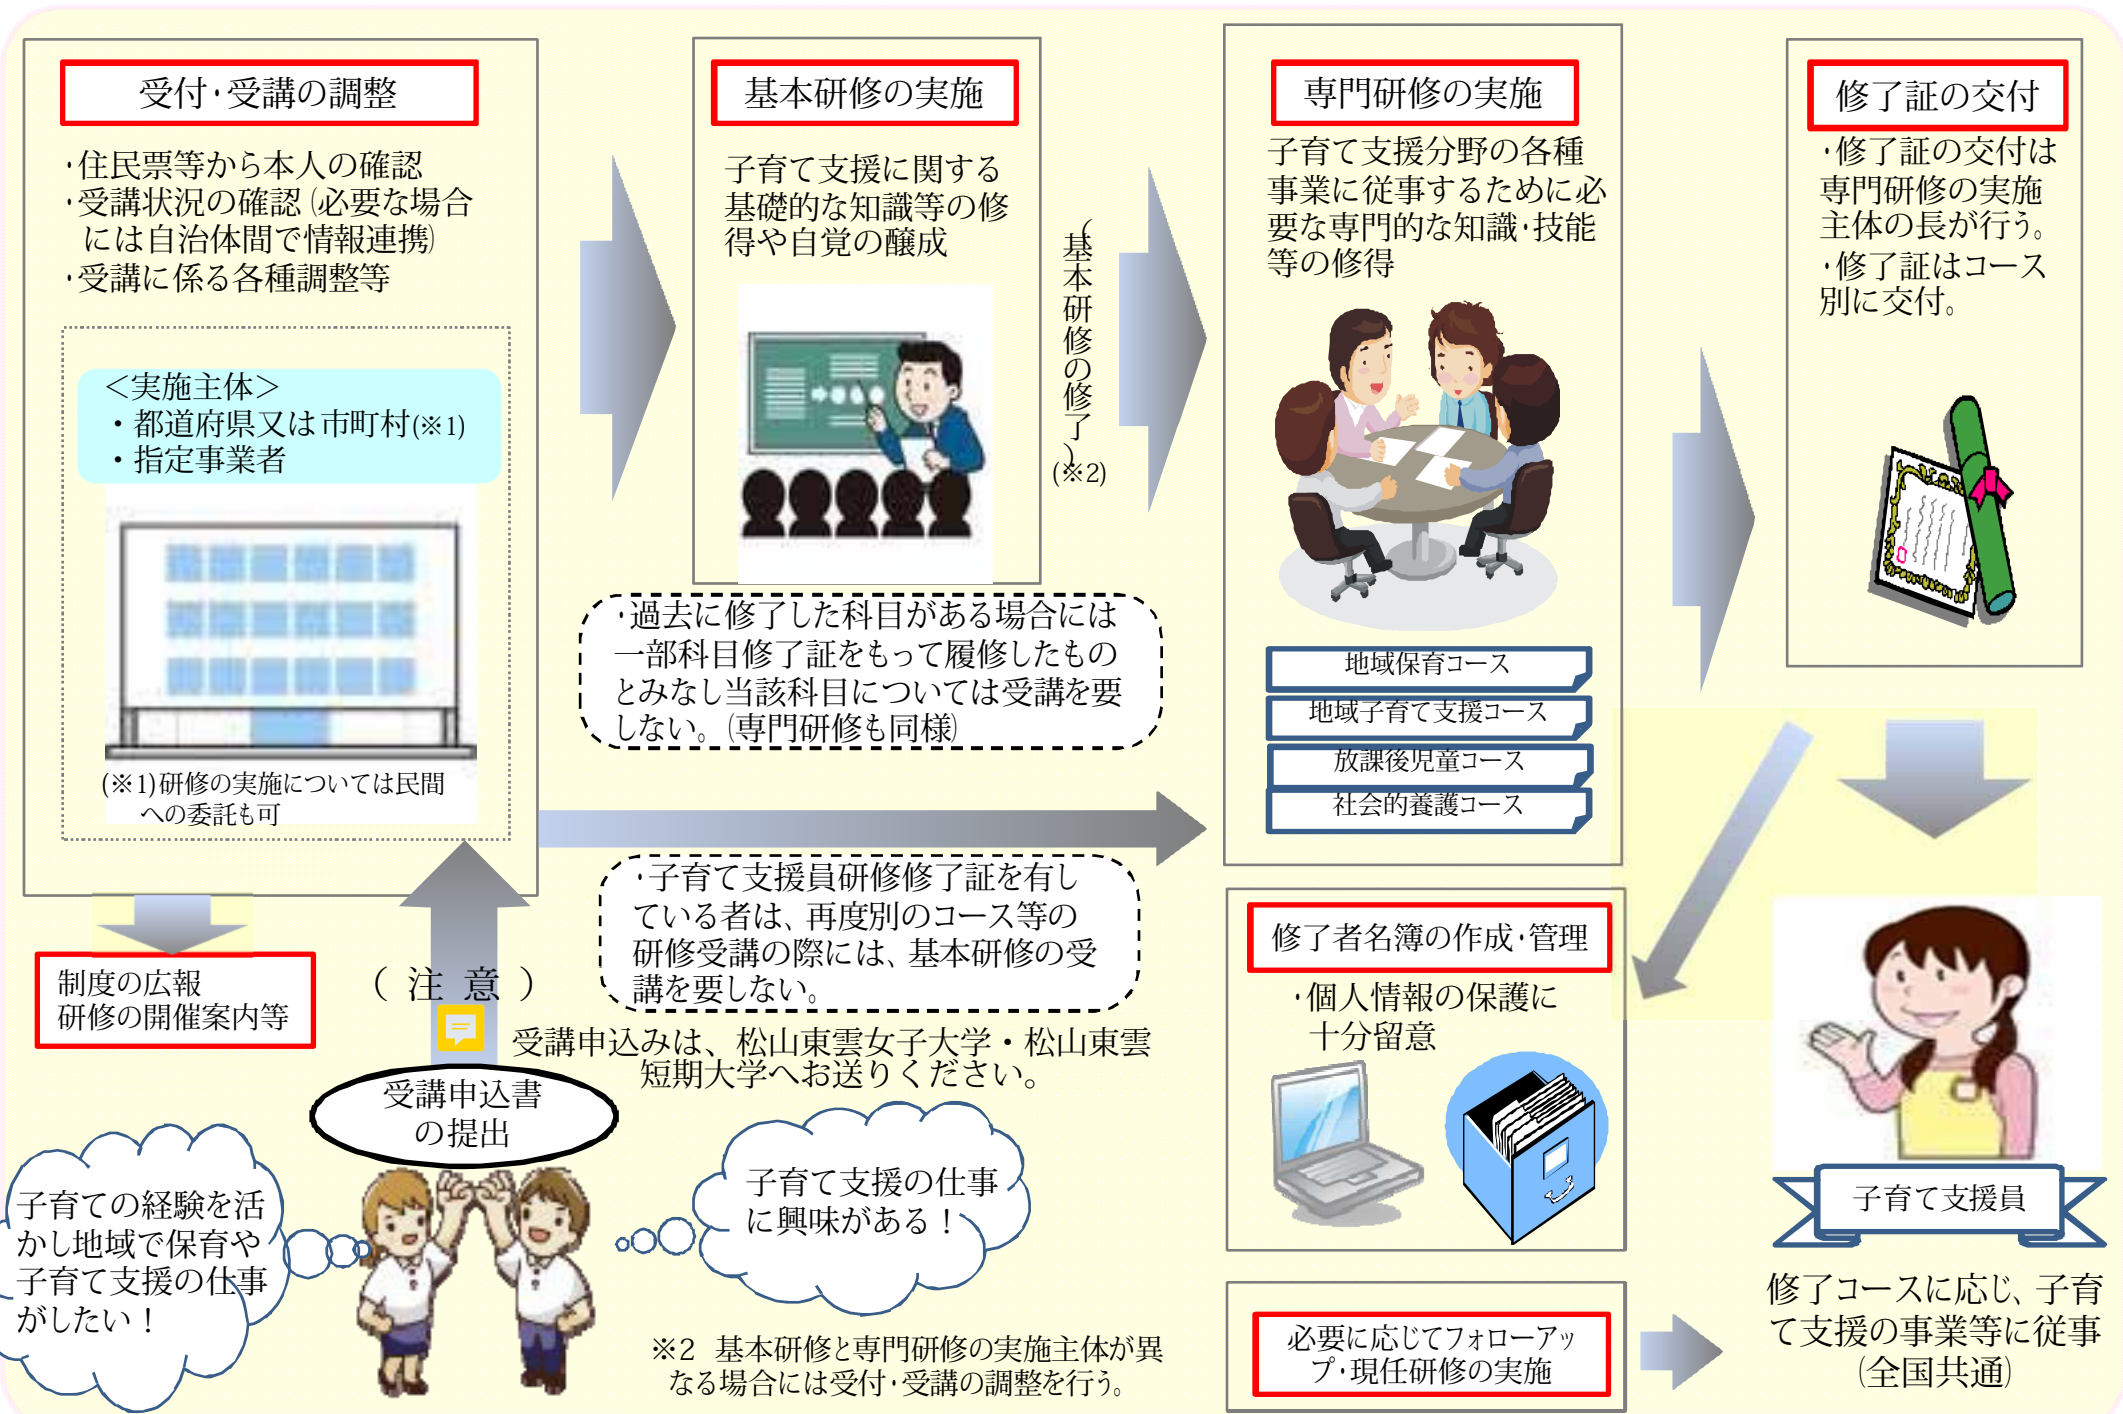 受付・受講の調整
・住民票等から本人の確認
・受講状況の確認(必要な場合
には自治体間で情報連携)
・受講に係る各種調整等
＜実施主体＞
・都道府県又は市町村(※1)
・指定事業者
(※1)研修の実施については民間
への委託も可
制度の広報
研修の開催案内等
基本研修の実施
子育て支援に関する
基礎的な知識等の修
得や自覚の醸成
(基本研修の修了)
(※2)
・過去に修了した科目がある場合には
一部科目修了証をもって履修したもの
とみなし当該科目については受講を要
しない。(専門研修も同様)
・子育て支援員研修修了証を有し
ている者は、再度別のコース等の
研修受講の際には、基本研修の受
講を要しない。
(注意)
受講申込みは、松山東雲女子大学・松山東雲
短期大学へお送りください。
受講申込書
の提出
子育ての経験を活
かし地域で保育や
子育て支援の仕事
がしたい！
子育て支援の仕事
に興味がある！
※2 基本研修と専門研修の実施主体が異
なる場合には受付・受講の調整を行う。
専門研修の実施
子育て支援分野の各種
事業に従事するために必
要な専門的な知識・技能
等の修得
地域保育コース
地域子育て支援コース
放課後児童コース
社会的養護コース
修了者名簿の作成・管理
・個人情報の保護に
十分留意
必要に応じてフォローアッ
プ・現任研修の実施
修了証の交付
・修了証の交付は
専門研修の実施
主体の長が行う。
・修了証はコース
別に交付。
子育て支援員
修了コースに応じ、子育
て支援の事業等に従事
(全国共通)